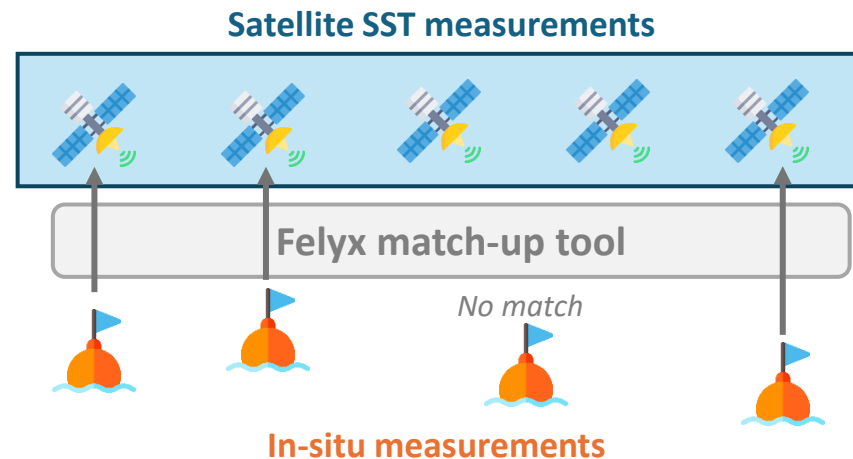 Satellite SST measurements
Felyx match-up tool
No match
In-situ measurements